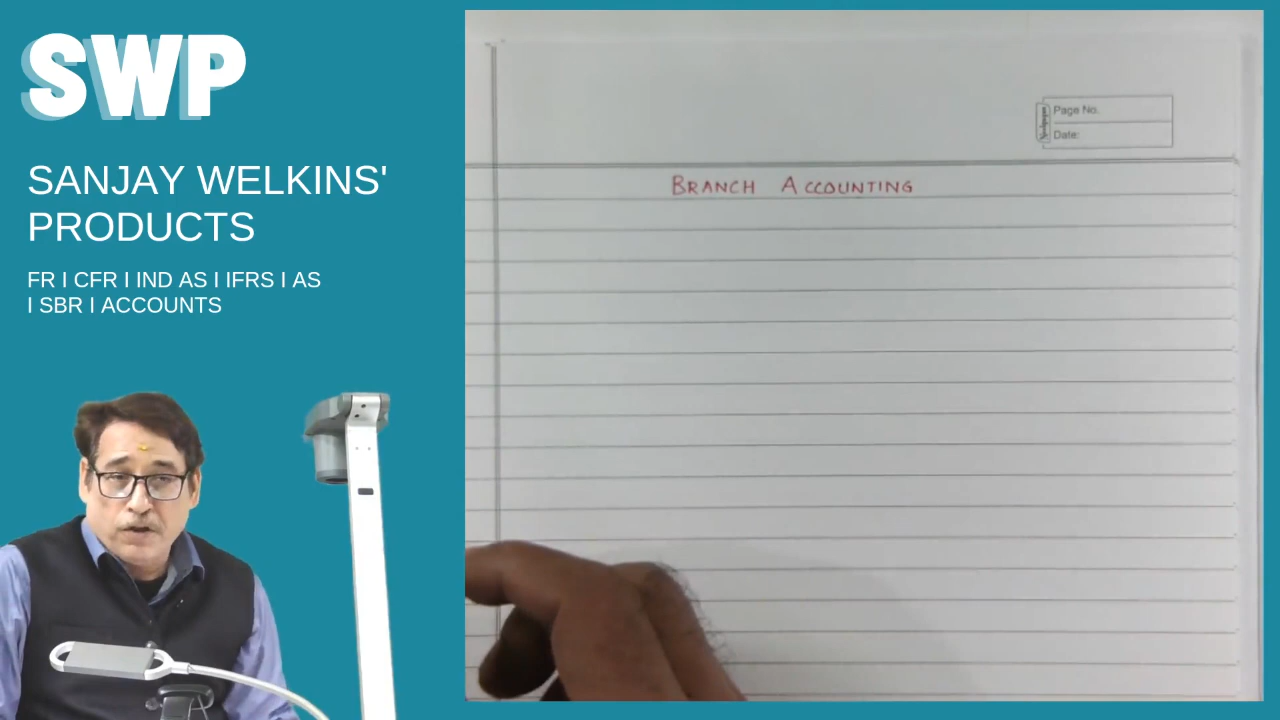 SWP
SANJAY WELKINS'
PRODUCTS
FR I CFR I IND AS I IFRS I AS
I SBR I ACCOUNTS
Page No.
Date:
BRANCH ACCOUNTING